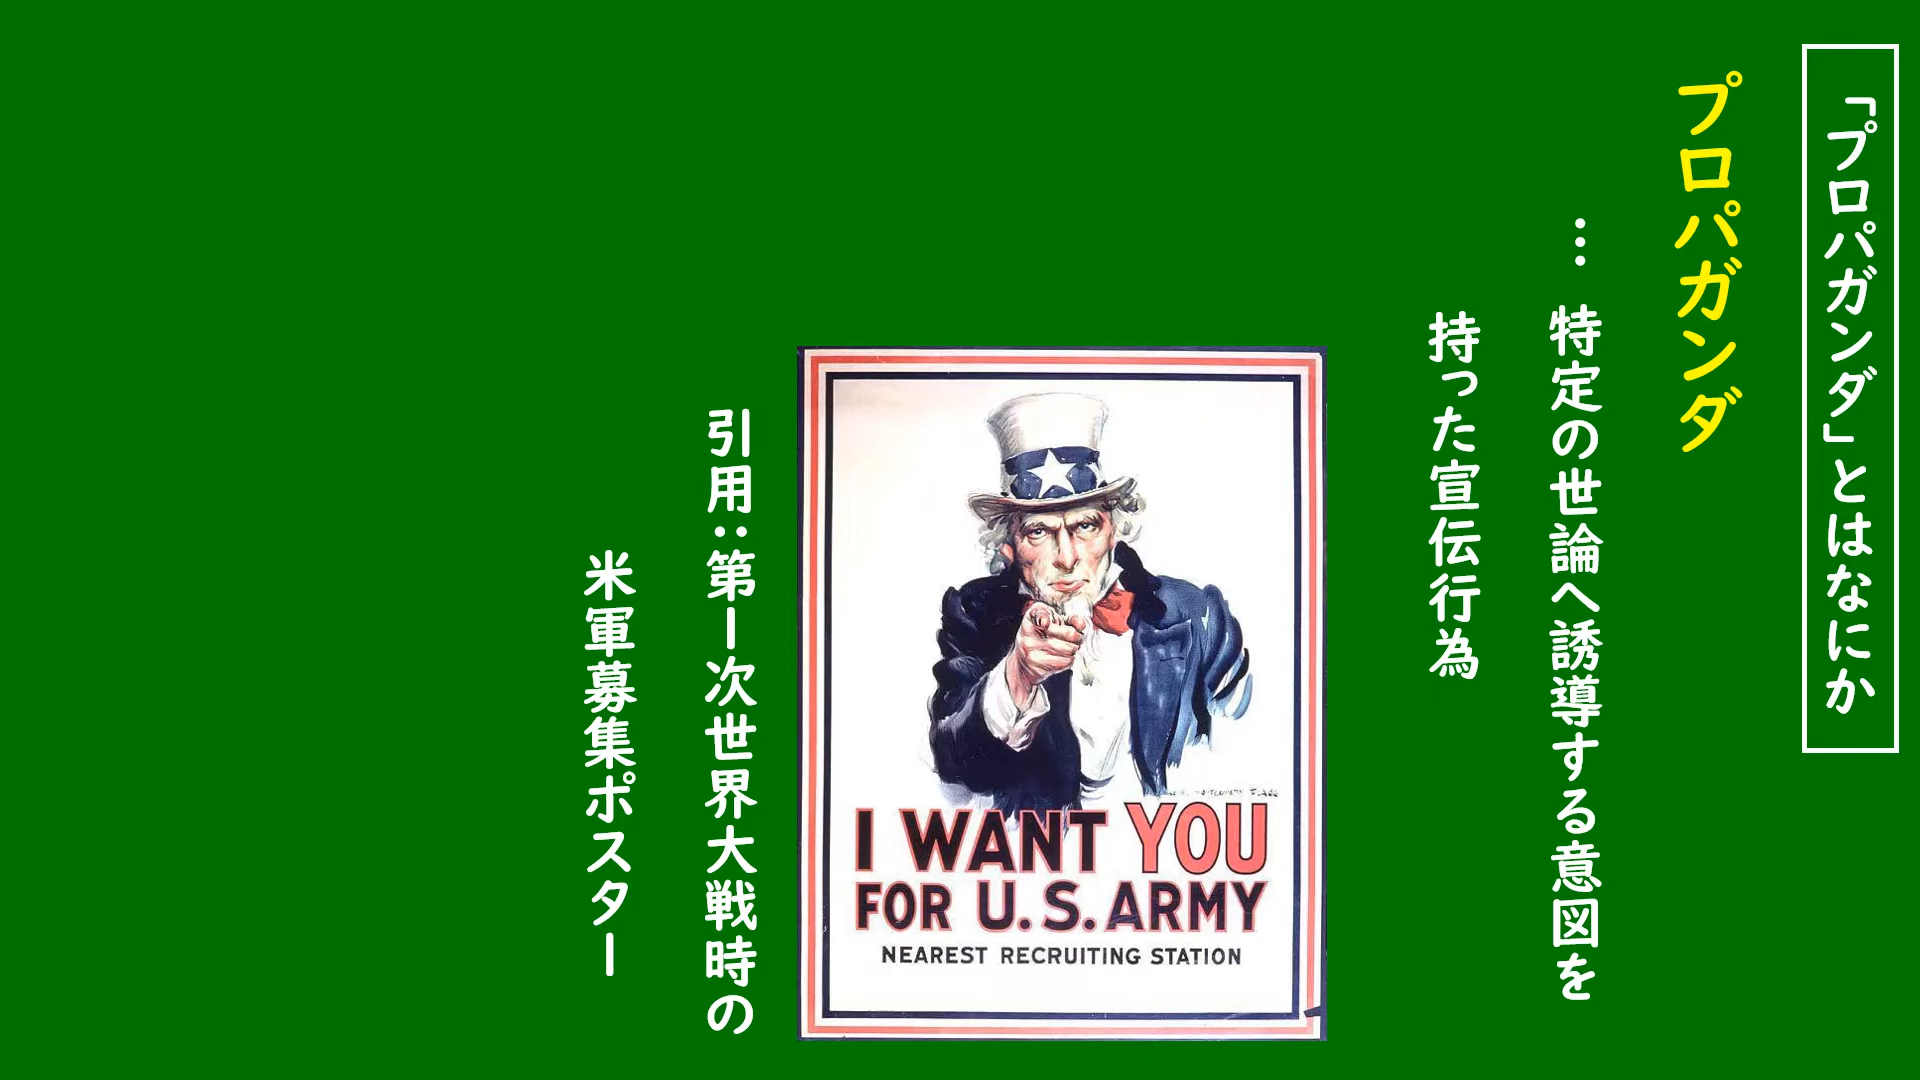 「プロパガンダ」とはなにか
プロパガンダ
… 特定の世論へ誘導する意図を
持った宣伝行為
I WANT YOU
FOR U.S. ARMY
NEAREST RECRUITING STATION
引用：第一次世界大戦時の
米軍募集ポスター